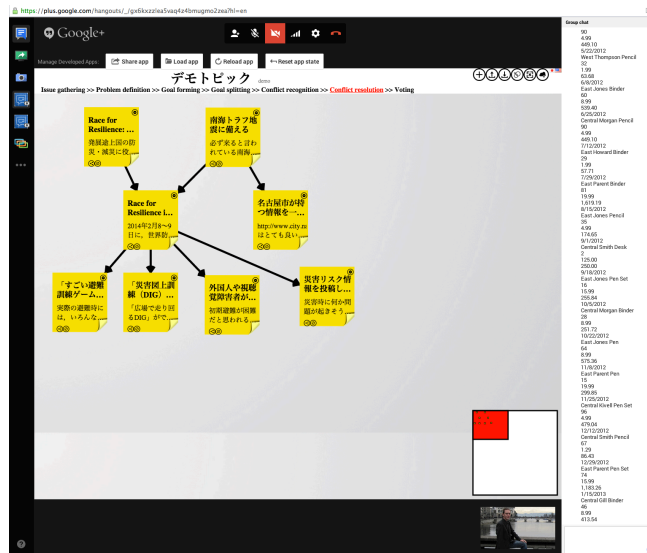 https://plus.google.com/hangouts/_/gx6kxzzlea5vaq4z4bmugmo2zea?hl=en
Google+
Manage Developed Apps:
Share app
Load app
Reload app
Reset app state
デモトピック demo
Issue gathering >> Problem definition >> Goal forming >> Goal splitting >> Conflict recognition >> Conflict resolution >> Voting
Race for
Resilience: …
発展途上国の防
災・減災に役
南海トラフ地
震に備える
必ず来ると言わ
れている南海
Race for
Resilience i…
2014年2月8〜9
日に，世界防
名古屋市が持
つ情報を一…
http://www.city.na
はとても良い
「すごい避難
訓練ゲーム…
実際の避難時に
は，いろんな
「災害図上訓
練（DIG）…
「広場で走り回
るDIG」がで
外国人や視聴
覚障害者が…
初期避難が困難
だと思われる
災害リスク情
報を投稿し…
災害時に何か問
題が起きそう
Group chat
90
4.99
449.10
5/22/2012
West Thompson Pencil
32
1.99
63.68
6/8/2012
East Jones Binder
60
8.99
539.40
6/25/2012
Central Morgan Pencil
90
4.99
449.10
7/12/2012
East Howard Binder
29
1.99
57.71
7/29/2012
East Parent Binder
81
19.99
1,619.19
8/15/2012
East Jones Pencil
35
4.99
174.65
9/1/2012
Central Smith Desk
2
125.00
250.00
9/18/2012
East Jones Pen Set
16
15.99
255.84
10/5/2012
Central Morgan Binder
28
8.99
251.72
10/22/2012
East Jones Pen
64
8.99
575.36
11/8/2012
East Parent Pen
15
19.99
299.85
11/25/2012
Central Kivell Pen Set
96
4.99
479.04
12/12/2012
Central Smith Pencil
67
1.29
86.43
12/29/2012
East Parent Pen Set
74
15.99
1,183.26
1/15/2013
Central Gill Binder
46
8.99
413.54